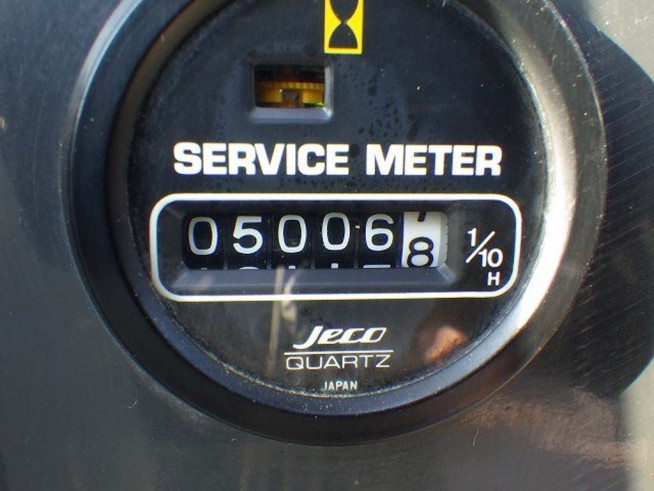 SERVICE METER
050068 1/10 H
Jeco
QUARTZ
JAPAN